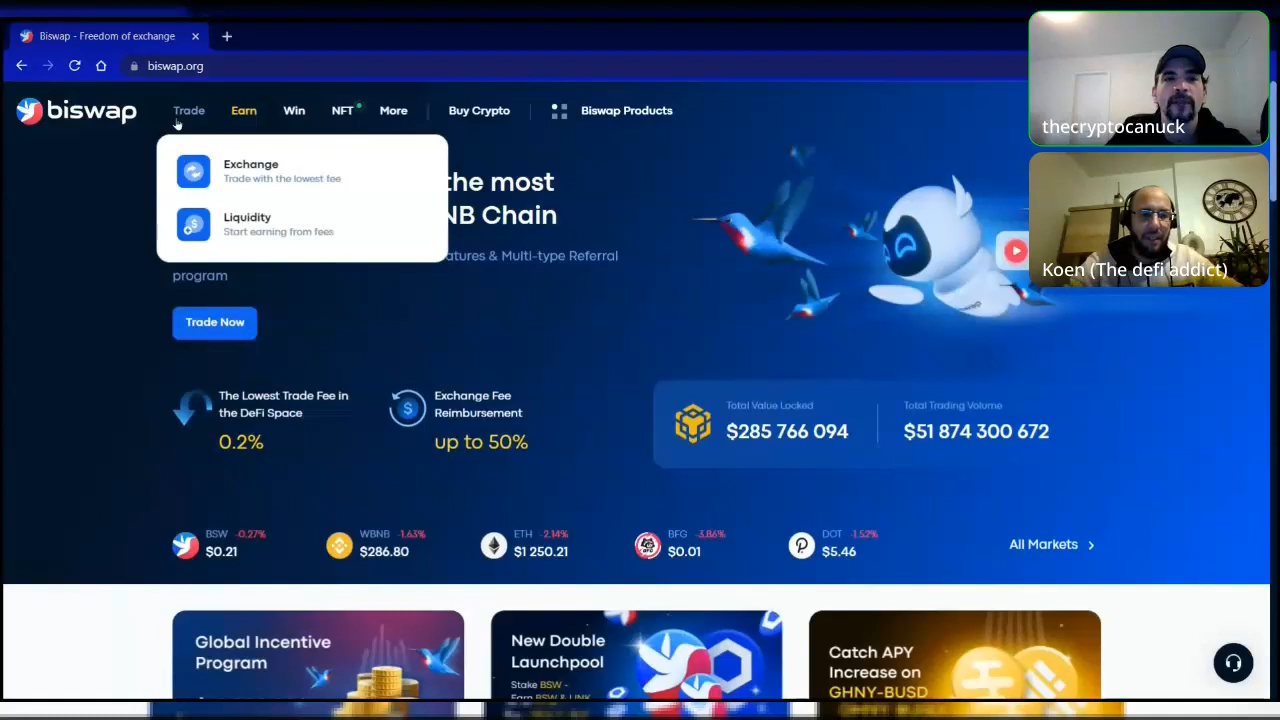 Biswap - Freedom of exchange
biswap.org
biswap
Trade
Earn
Win
NFT
More
Buy Crypto
Biswap Products
Exchange
Trade with the lowest fee
Liquidity
Start earning from fees
the most
NB Chain
atures & Multi-type Referral
program
Trade Now
The Lowest Trade Fee in
the DeFi Space
0.2%
Exchange Fee
Reimbursement
up to 50%
Total Value Locked
$285 766 094
Total Trading Volume
$51 874 300 672
BSW -0.27%
$0.21
WBNB -1.63%
$286.80
ETH -2.14%
$1 250.21
BFG -3.86%
$0.01
DOT -1.52%
$5.46
All Markets
Global Incentive
Program
New Double
Launchpool
Stake BSW -
Earn BSW & LINK
Catch APY
Increase on
GHNY-BUSD
thecryptocanuck
Koen (The defi addict)